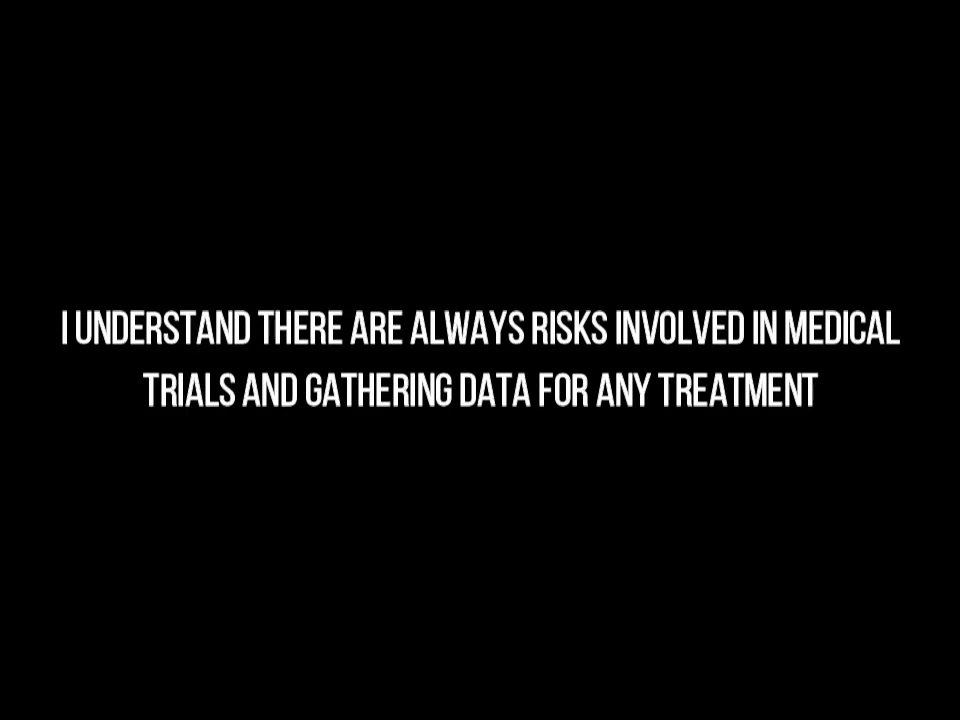 I UNDERSTAND THERE ARE ALWAYS RISKS INVOLVED IN MEDICAL
TRIALS AND GATHERING DATA FOR ANY TREATMENT